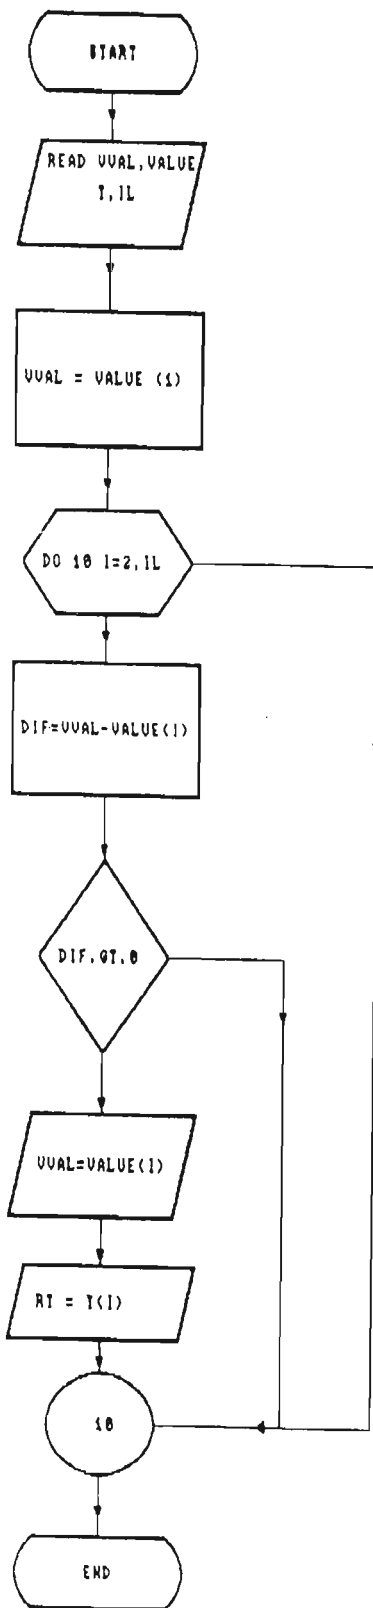 START
READ VVAL,VALUE
T,IL
VVAL = VALUE (1)
DO 10 I=2,IL
DIF=VVAL-VALUE(I)
DIF.GT.0
VVAL=VALUE(I)
RT = T(I)
10
END